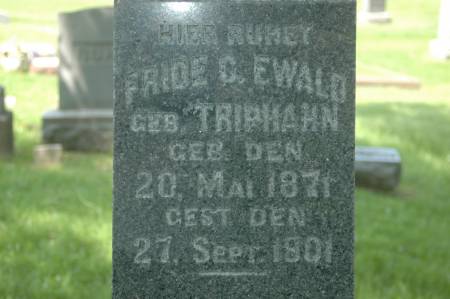 HIER RUHET
FRIDE C. EWALD
GEB. TRIPHAHN
GEB. DEN
20. MAI 1871
GEST DEN
27. SEPT. 1901